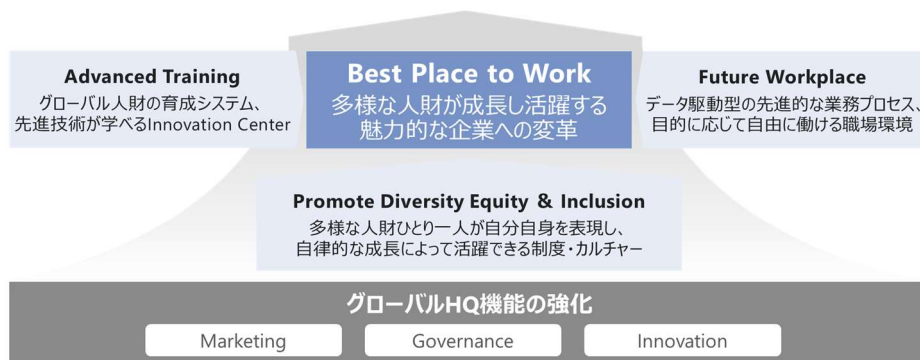 Advanced Training
グローバル人財の育成システム、
先進技術が学べるInnovation Center
Best Place to Work
多様な人財が成長し活躍する
魅力的な企業への変革
Future Workplace
データ駆動型の先進的な業務プロセス、
目的に応じて自由に働ける職場環境
Promote Diversity Equity & Inclusion
多様な人財ひとり一人が自分自身を表現し、
自律的な成長によって活躍できる制度・カルチャー
グローバルHQ機能の強化
Marketing
Governance
Innovation